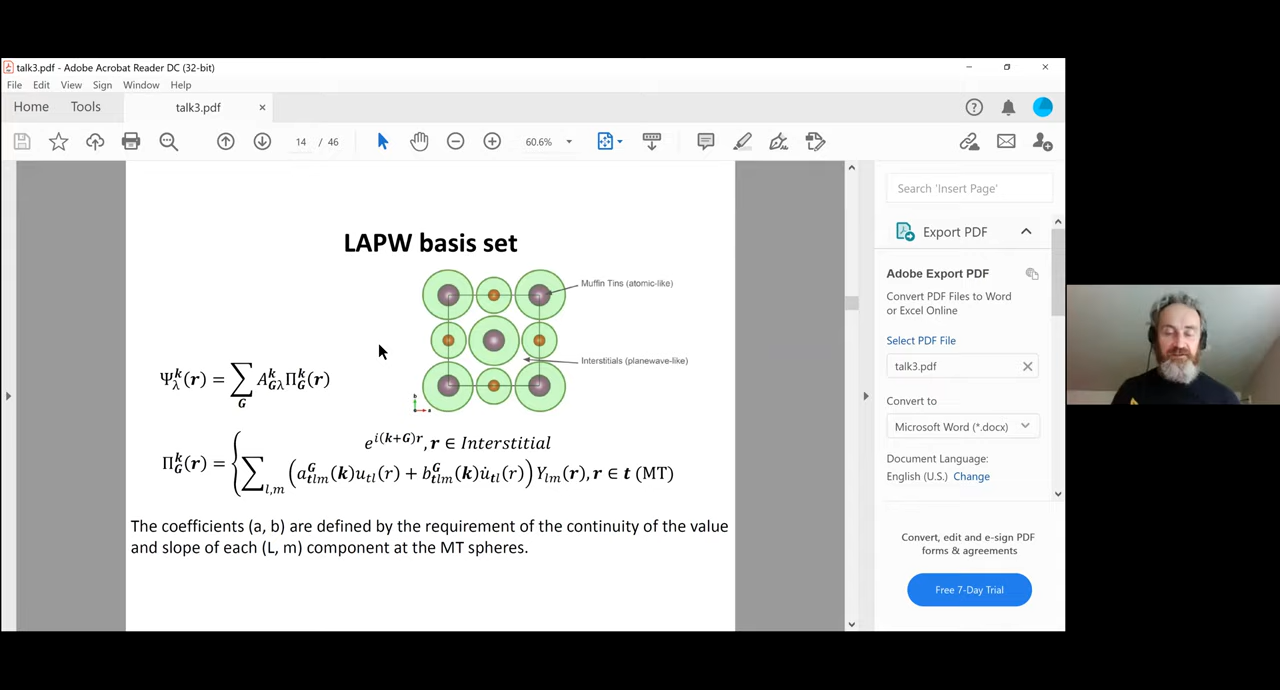 talk3.pdf - Adobe Acrobat Reader DC (32-bit)
File Edit View Sign Window Help
Home Tools talk3.pdf
14 / 46 60.6%
LAPW basis set
Muffin Tins (atomic-like)
Interstitials (planewave-like)
b
a
Ψ^𝒌_λ(𝒓) = ∑_𝑮 A^𝒌_{𝑮λ}Π^𝒌_𝑮(𝒓)
Π^𝒌_𝑮(𝒓) = { e^{i(𝒌+𝑮)𝒓}, 𝒓 ∈ Interstitial
∑_{l,m} (a^𝑮_{𝒕lm}(𝒌)u_{𝒕l}(r) + b^𝑮_{𝒕lm}(𝒌)u̇_{𝒕l}(r)) Y_{lm}(𝒓), 𝒓 ∈ 𝒕 (MT)
The coefficients (a, b) are defined by the requirement of the continuity of the value
and slope of each (L, m) component at the MT spheres.
Search 'Insert Page'
Export PDF
Adobe Export PDF
Convert PDF Files to Word
or Excel Online
Select PDF File
talk3.pdf
Convert to
Microsoft Word (*.docx)
Document Language:
English (U.S.) Change
Convert, edit and e-sign PDF
forms & agreements
Free 7-Day Trial